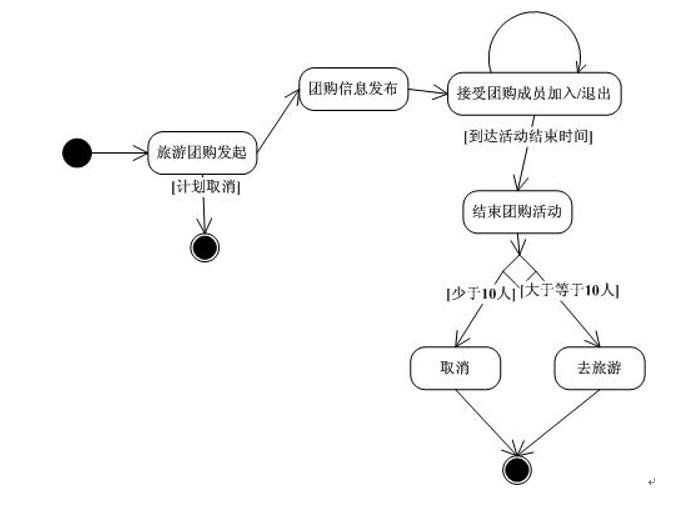 团购信息发布
接受团购成员加入/退出
[到达活动结束时间]
旅游团购发起
[计划取消]
结束团购活动
[少于10人]
[大于等于10人]
取消
去旅游